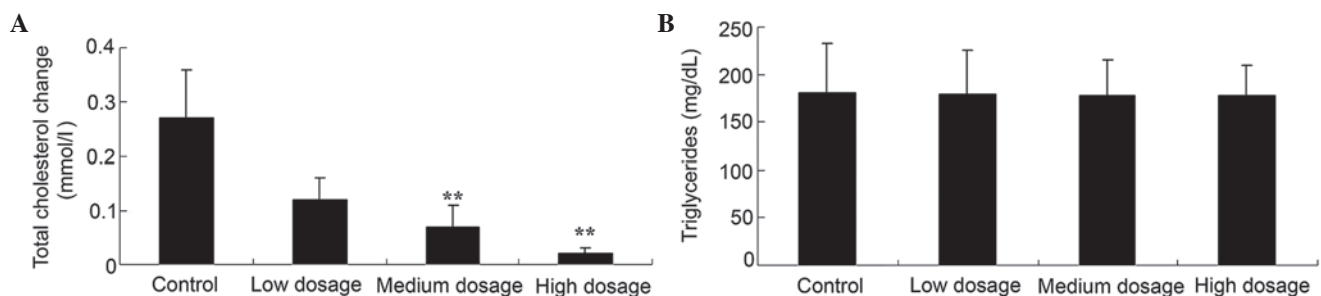 A
Total cholesterol change
(mmol/l)
0.4
0.3
0.2
0.1
0
**
**
Control
Low dosage
Medium dosage
High dosage
B
Triglycerides (mg/dL)
250
200
150
100
50
0
Control
Low dosage
Medium dosage
High dosage